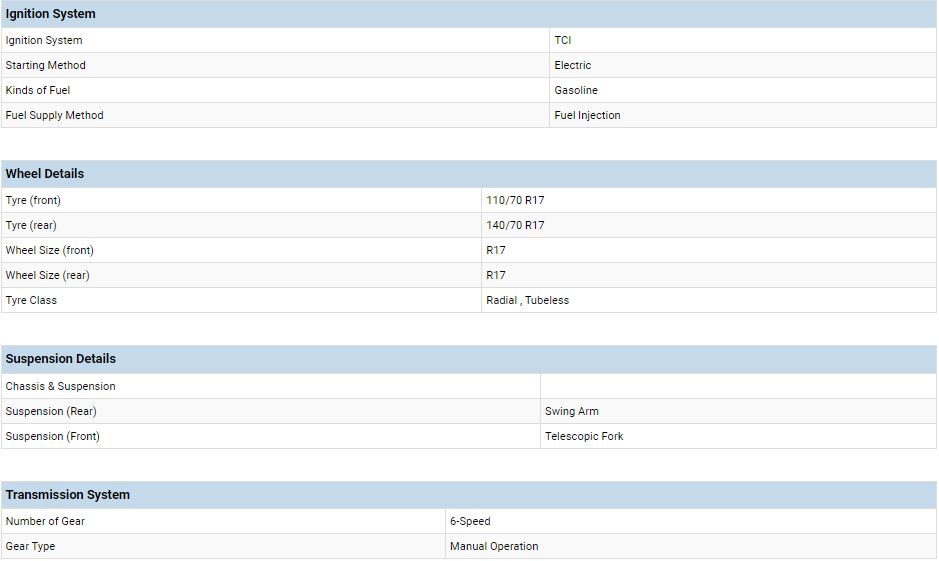 Ignition System
Ignition System TCI
Starting Method Electric
Kinds of Fuel Gasoline
Fuel Supply Method Fuel Injection
Wheel Details
Tyre (front) 110/70 R17
Tyre (rear) 140/70 R17
Wheel Size (front) R17
Wheel Size (rear) R17
Tyre Class Radial , Tubeless
Suspension Details
Chassis & Suspension
Suspension (Rear) Swing Arm
Suspension (Front) Telescopic Fork
Transmission System
Number of Gear 6-Speed
Gear Type Manual Operation